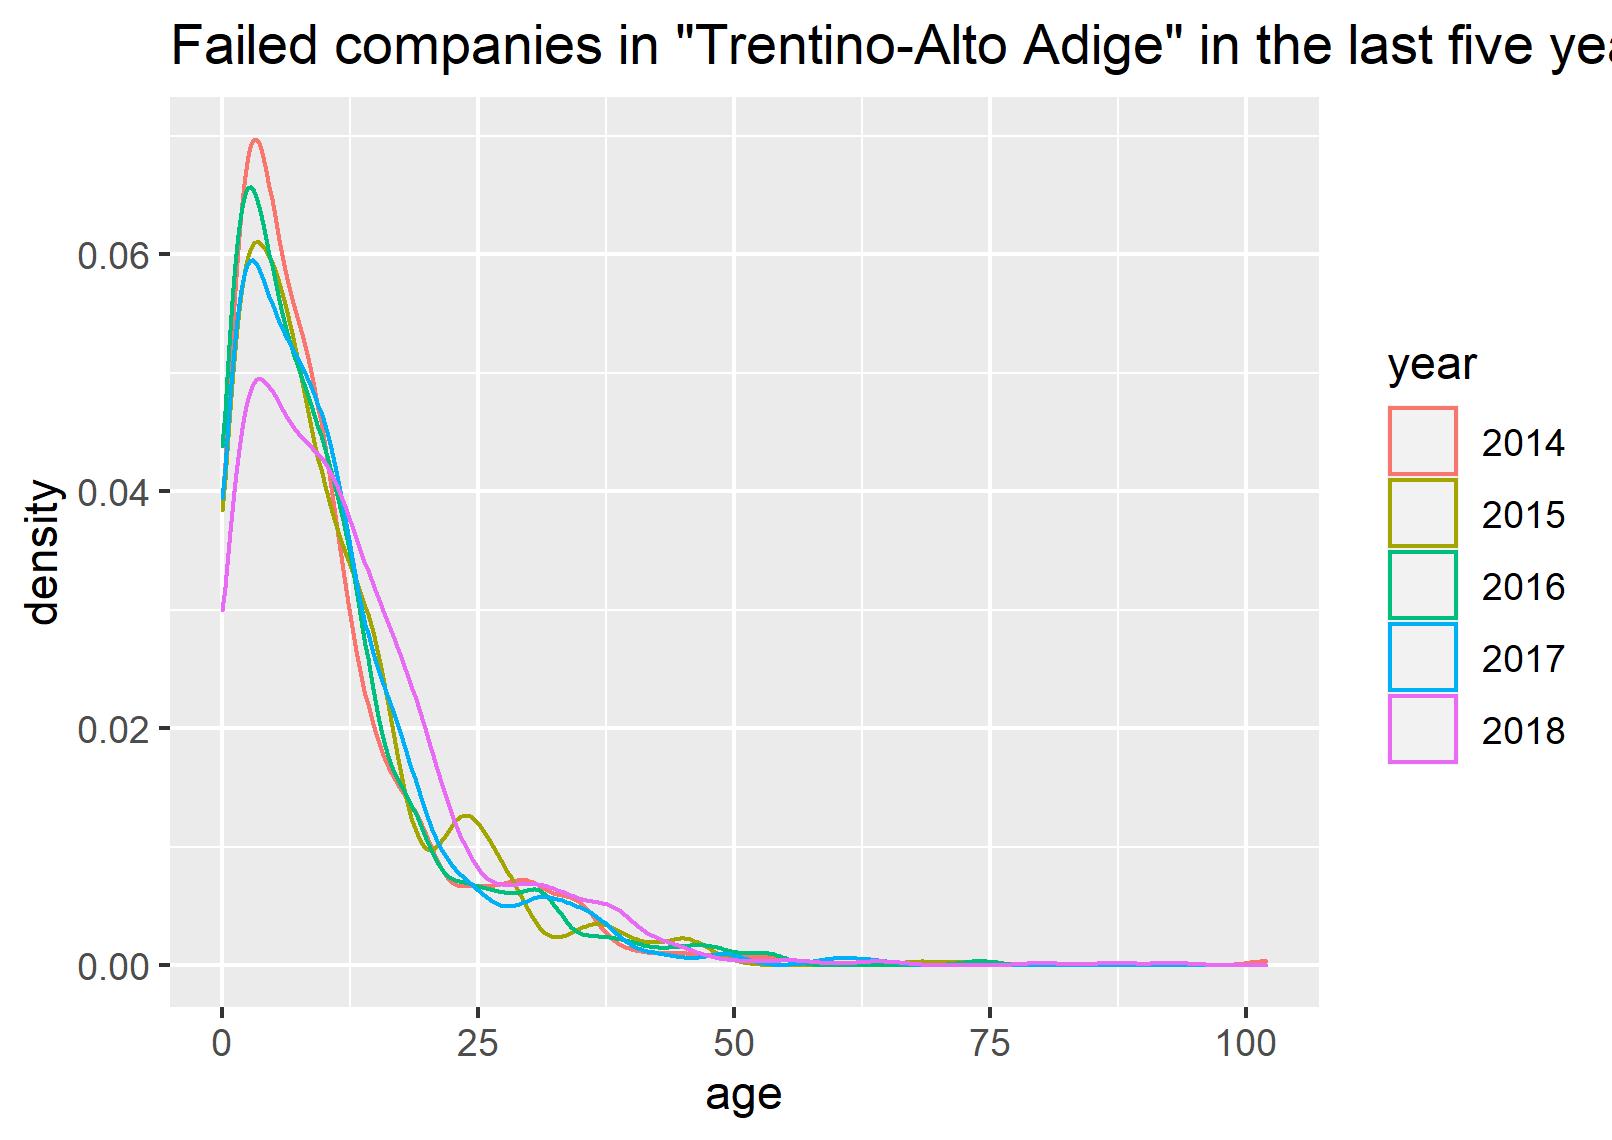 Failed companies in "Trentino-Alto Adige" in the last five yea
0.06
0.04
0.02
0.00
density
0 25 50 75 100
age
year
2014
2015
2016
2017
2018